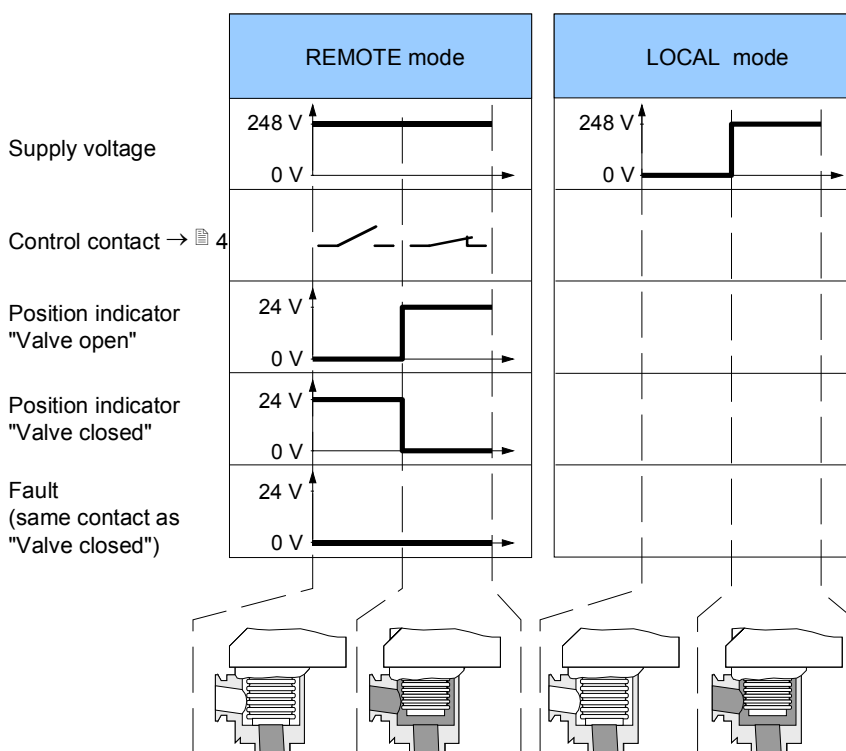 REMOTE mode
LOCAL mode
Supply voltage
248 V
0 V
248 V
0 V
Control contact → 4
Position indicator
"Valve open"
24 V
0 V
Position indicator
"Valve closed"
24 V
0 V
Fault
(same contact as
"Valve closed")
24 V
0 V